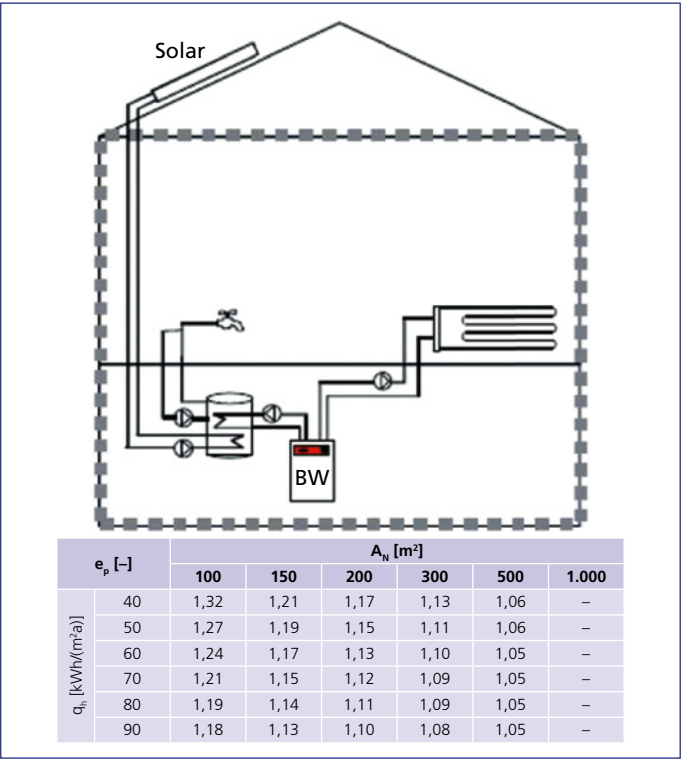 Solar
BW
e_p [–] A_N [m²]
100 150 200 300 500 1.000
q_h [kWh/(m²a)]
40 1,32 1,21 1,17 1,13 1,06 –
50 1,27 1,19 1,15 1,11 1,06 –
60 1,24 1,17 1,13 1,10 1,05 –
70 1,21 1,15 1,12 1,09 1,05 –
80 1,19 1,14 1,11 1,09 1,05 –
90 1,18 1,13 1,10 1,08 1,05 –